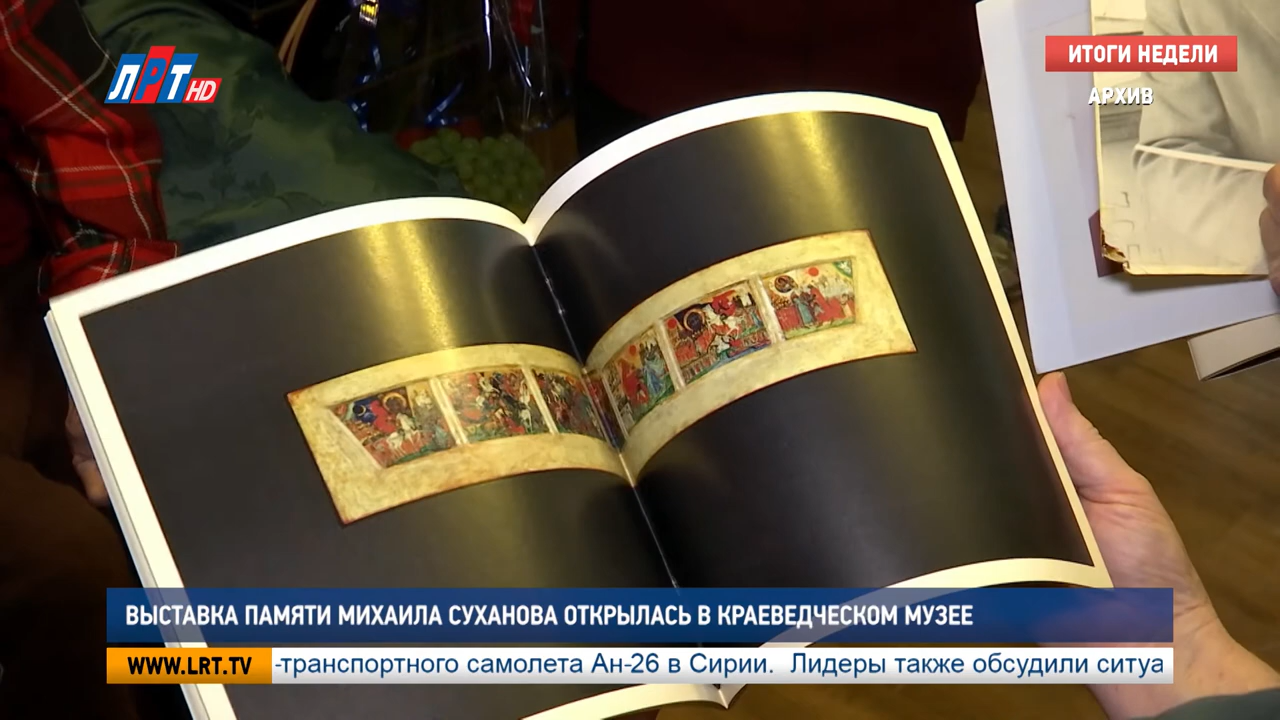 ЛРТ HD
ИТОГИ НЕДЕЛИ
АРХИВ
ВЫСТАВКА ПАМЯТИ МИХАИЛА СУХАНОВА ОТКРЫЛАСЬ В КРАЕВЕДЧЕСКОМ МУЗЕЕ
WWW.LRT.TV -транспортного самолета Ан-26 в Сирии. Лидеры также обсудили ситуа